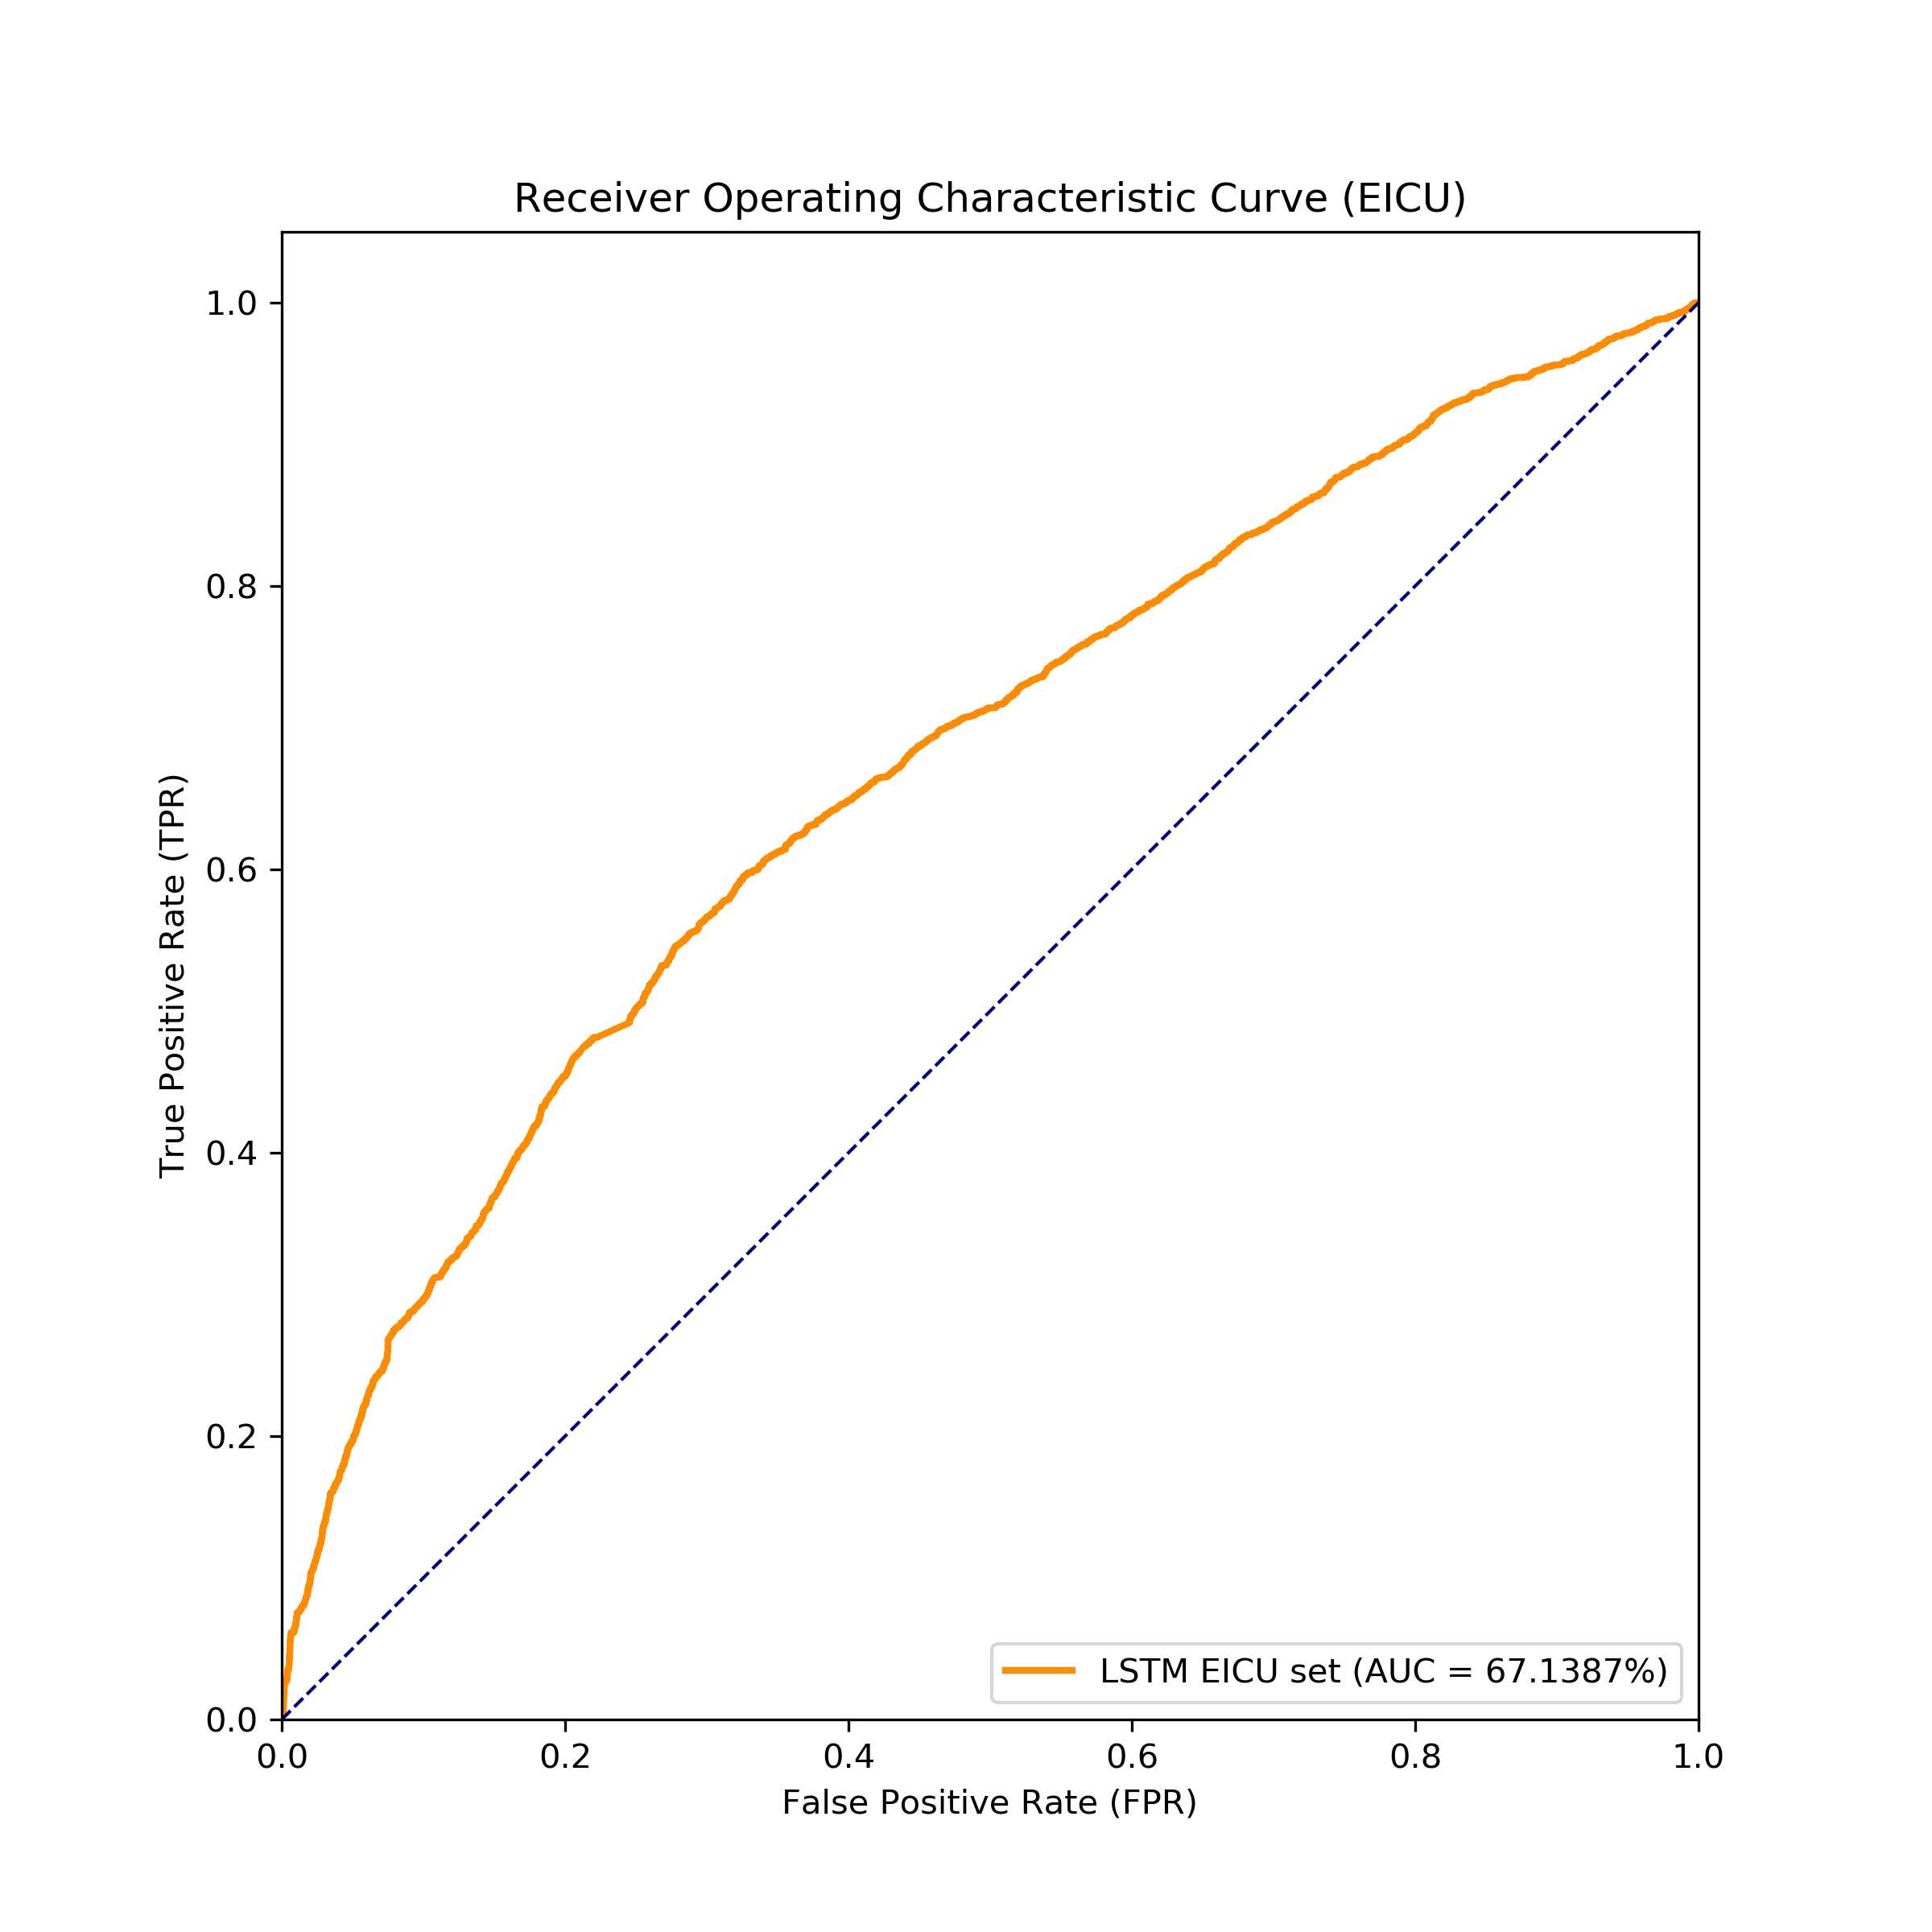 Receiver Operating Characteristic Curve (EICU)
1.0
0.8
0.6
0.4
0.2
0.0
True Positive Rate (TPR)
LSTM EICU set (AUC = 67.1387%)
0.0 0.2 0.4 0.6 0.8 1.0
False Positive Rate (FPR)